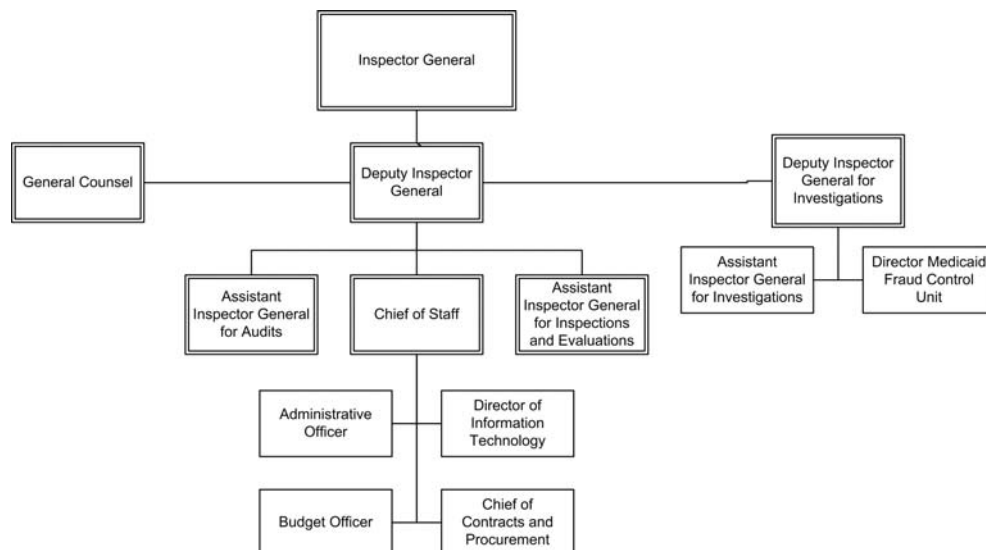 Inspector General
General Counsel
Deputy Inspector
General
Deputy Inspector
General for
Investigations
Assistant
Inspector General
for Investigations
Director Medicaid
Fraud Control
Unit
Assistant
Inspector General
for Audits
Chief of Staff
Assistant
Inspector General
for Inspections
and Evaluations
Administrative
Officer
Director of
Information
Technology
Budget Officer
Chief of
Contracts and
Procurement